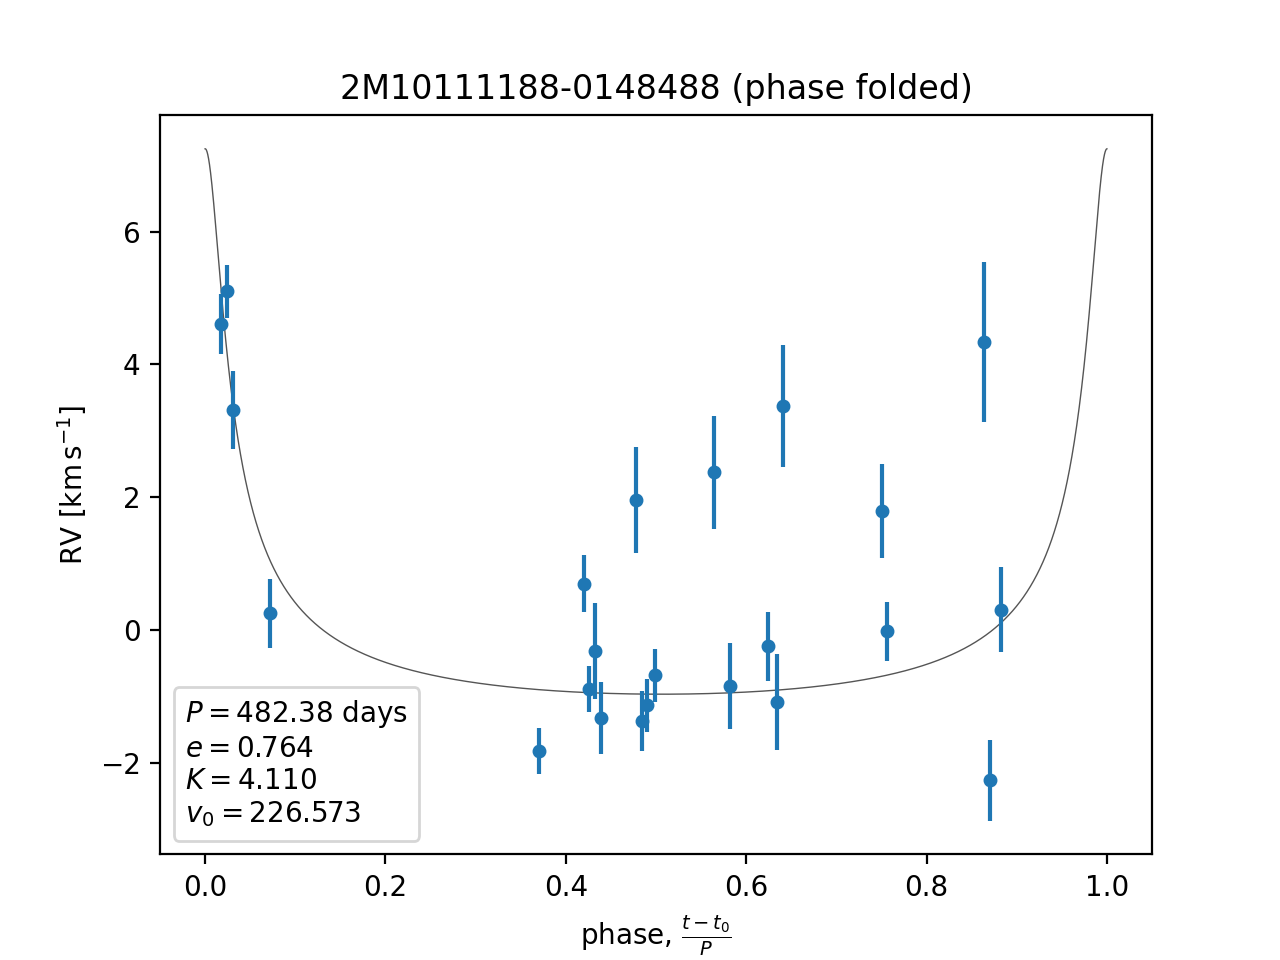 2M10111188-0148488 (phase folded)
RV [km s⁻¹]
6
4
2
0
−2
P = 482.38 days
e = 0.764
K = 4.110
v₀ = 226.573
0.0 0.2 0.4 0.6 0.8 1.0
phase, (t − t₀)/P